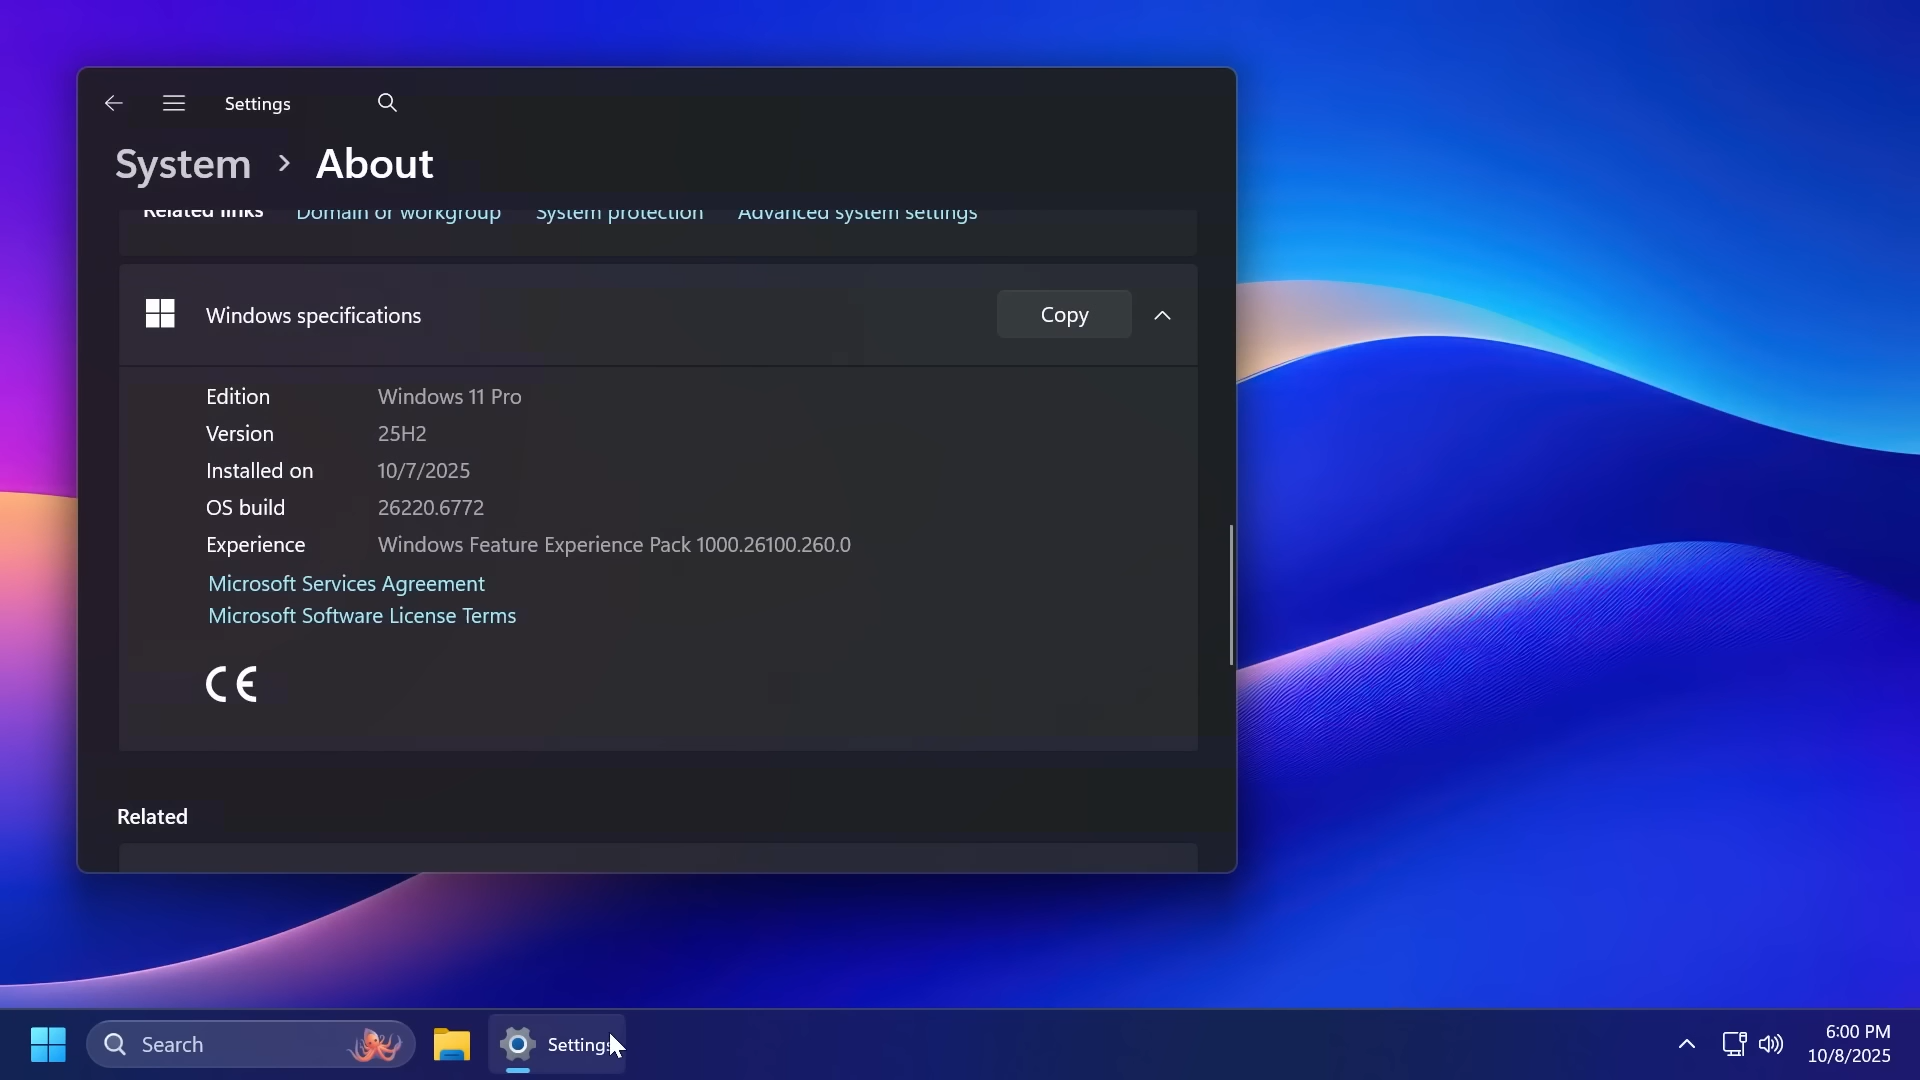 Settings
System > About
Related links Domain or workgroup System protection Advanced system settings
Windows specifications Copy
Edition Windows 11 Pro
Version 25H2
Installed on 10/7/2025
OS build 26220.6772
Experience Windows Feature Experience Pack 1000.26100.260.0
Microsoft Services Agreement
Microsoft Software License Terms
CE
Related
Search Settings 6:00 PM
10/8/2025